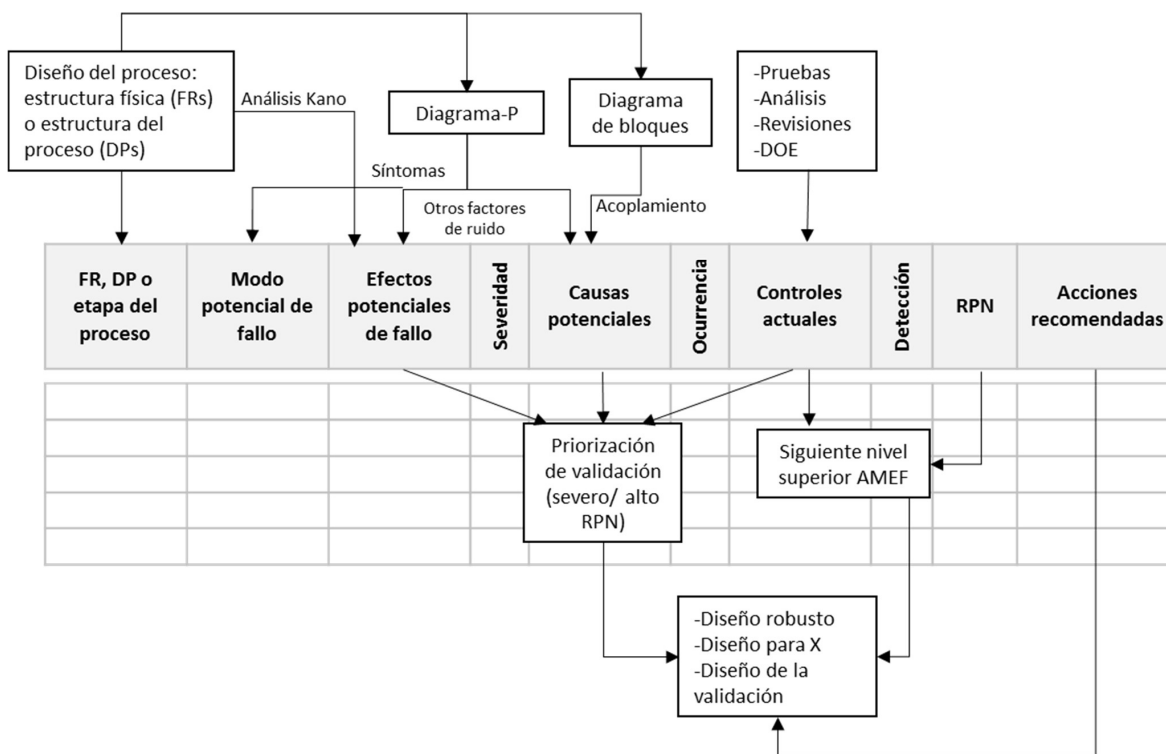 Diseño del proceso:
estructura física (FRs)
o estructura del
proceso (DPs)
Análisis Kano
Diagrama-P
Diagrama
de bloques
-Pruebas
-Análisis
-Revisiones
-DOE
Síntomas
Otros factores
de ruido
Acoplamiento
FR, DP o
etapa del
proceso
Modo
potencial de
fallo
Efectos
potenciales
de fallo
Severidad
Causas
potenciales
Ocurrencia
Controles
actuales
Detección
RPN
Acciones
recomendadas
Priorización
de validación
(severo/ alto
RPN)
Siguiente nivel
superior AMEF
-Diseño robusto
-Diseño para X
-Diseño de la
validación